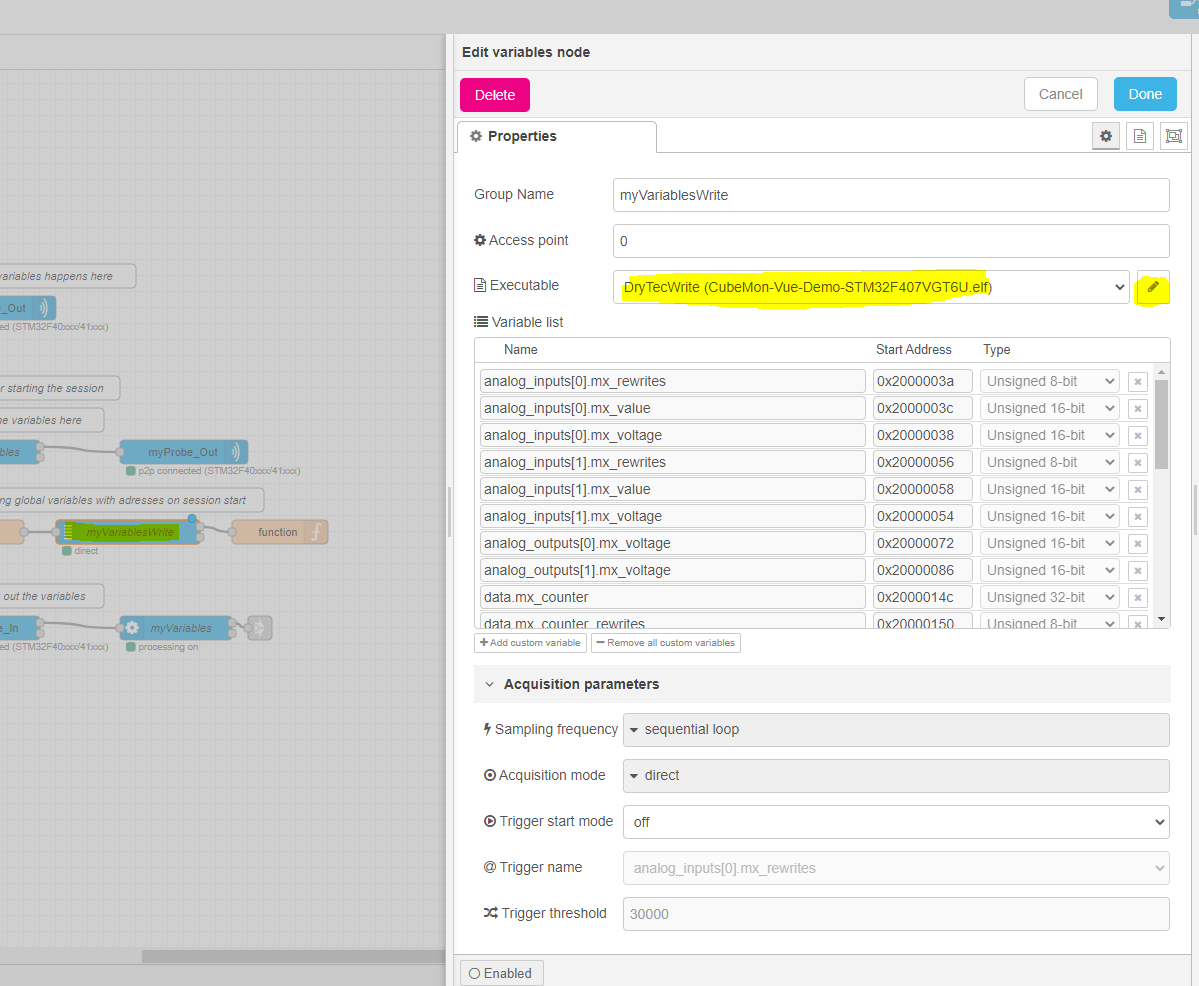 Edit variables node
Delete
Cancel
Done
Properties
Group Name
myVariablesWrite
Access point
0
Executable
DryTecWrite (CubeMon-Vue-Demo-STM32F407VGT6U.elf)
Variable list
Name Start Address Type
analog_inputs[0].mx_rewrites 0x2000003a Unsigned 8-bit
analog_inputs[0].mx_value 0x2000003c Unsigned 16-bit
analog_inputs[0].mx_voltage 0x20000038 Unsigned 16-bit
analog_inputs[1].mx_rewrites 0x20000056 Unsigned 8-bit
analog_inputs[1].mx_value 0x20000058 Unsigned 16-bit
analog_inputs[1].mx_voltage 0x20000054 Unsigned 16-bit
analog_outputs[0].mx_voltage 0x20000072 Unsigned 16-bit
analog_outputs[1].mx_voltage 0x20000086 Unsigned 16-bit
data.mx_counter 0x2000014c Unsigned 32-bit
data.mx_counter_rewrites 0x20000150 Unsigned 8-bit
+Add custom variable
Remove all custom variables
Acquisition parameters
Sampling frequency sequential loop
Acquisition mode direct
Trigger start mode off
@ Trigger name analog_inputs[0].mx_rewrites
Trigger threshold 30000
Enabled
variables happens here
_Out
ed (STM32F40xxx/41xxx)
r starting the session
he variables here
bles
myProbe_Out
p2p connected (STM32F40xxx/41xxx)
ng global variables with adresses on session start
myVariablesWrite
function
f
direct
out the variables
e_In
myVariables
ed (STM32F40xxx/41xxx)
processing on